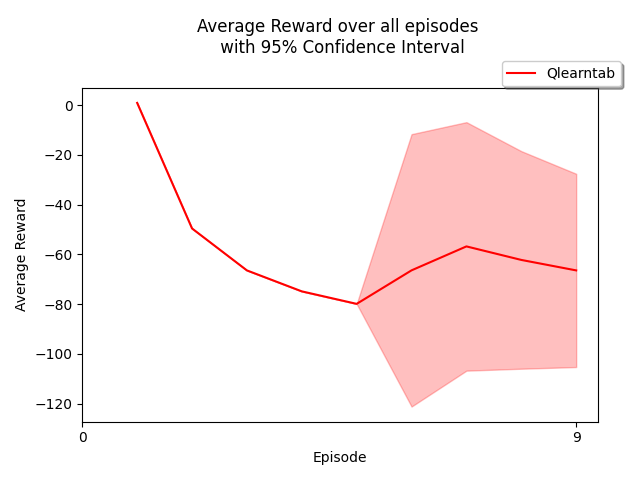 Average Reward over all episodes
with 95% Confidence Interval
Qlearntab
0
−20
−40
−60
−80
−100
−120
Average Reward
0
9
Episode